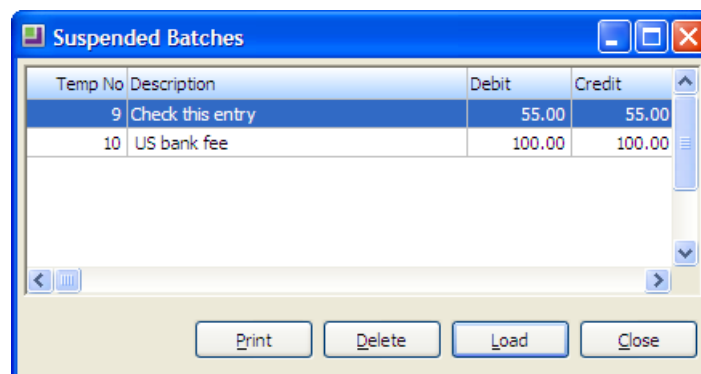 Suspended Batches
Temp No Description Debit Credit
9 Check this entry 55.00 55.00
10 US bank fee 100.00 100.00
Print Delete Load Close